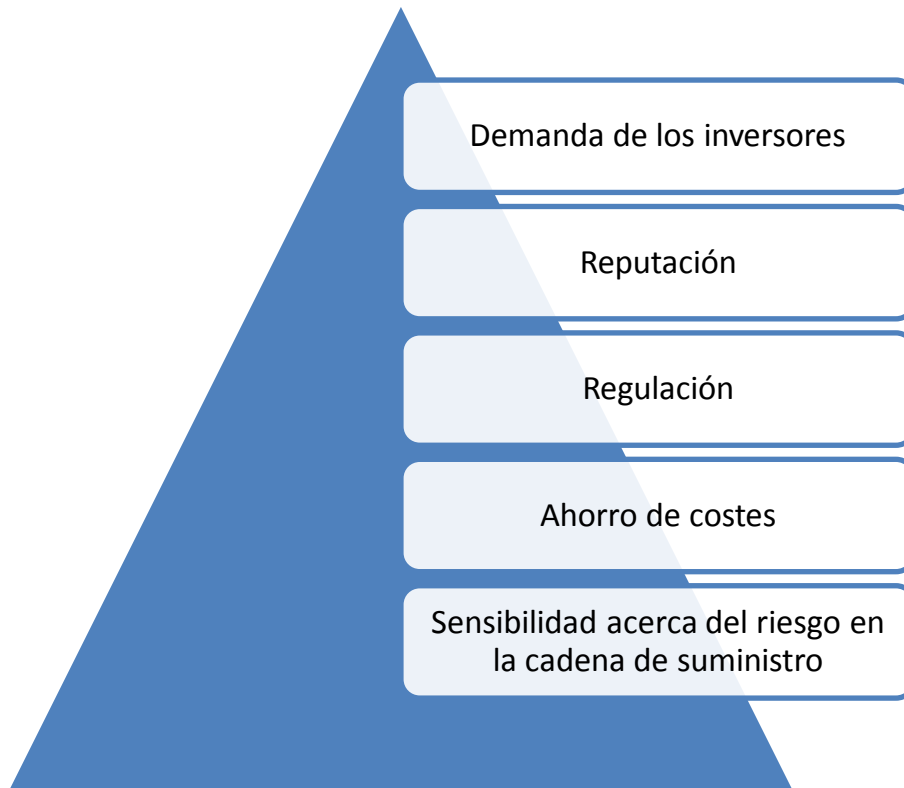 Demanda de los inversores
Reputación
Regulación
Ahorro de costes
Sensibilidad acerca del riesgo en
la cadena de suministro